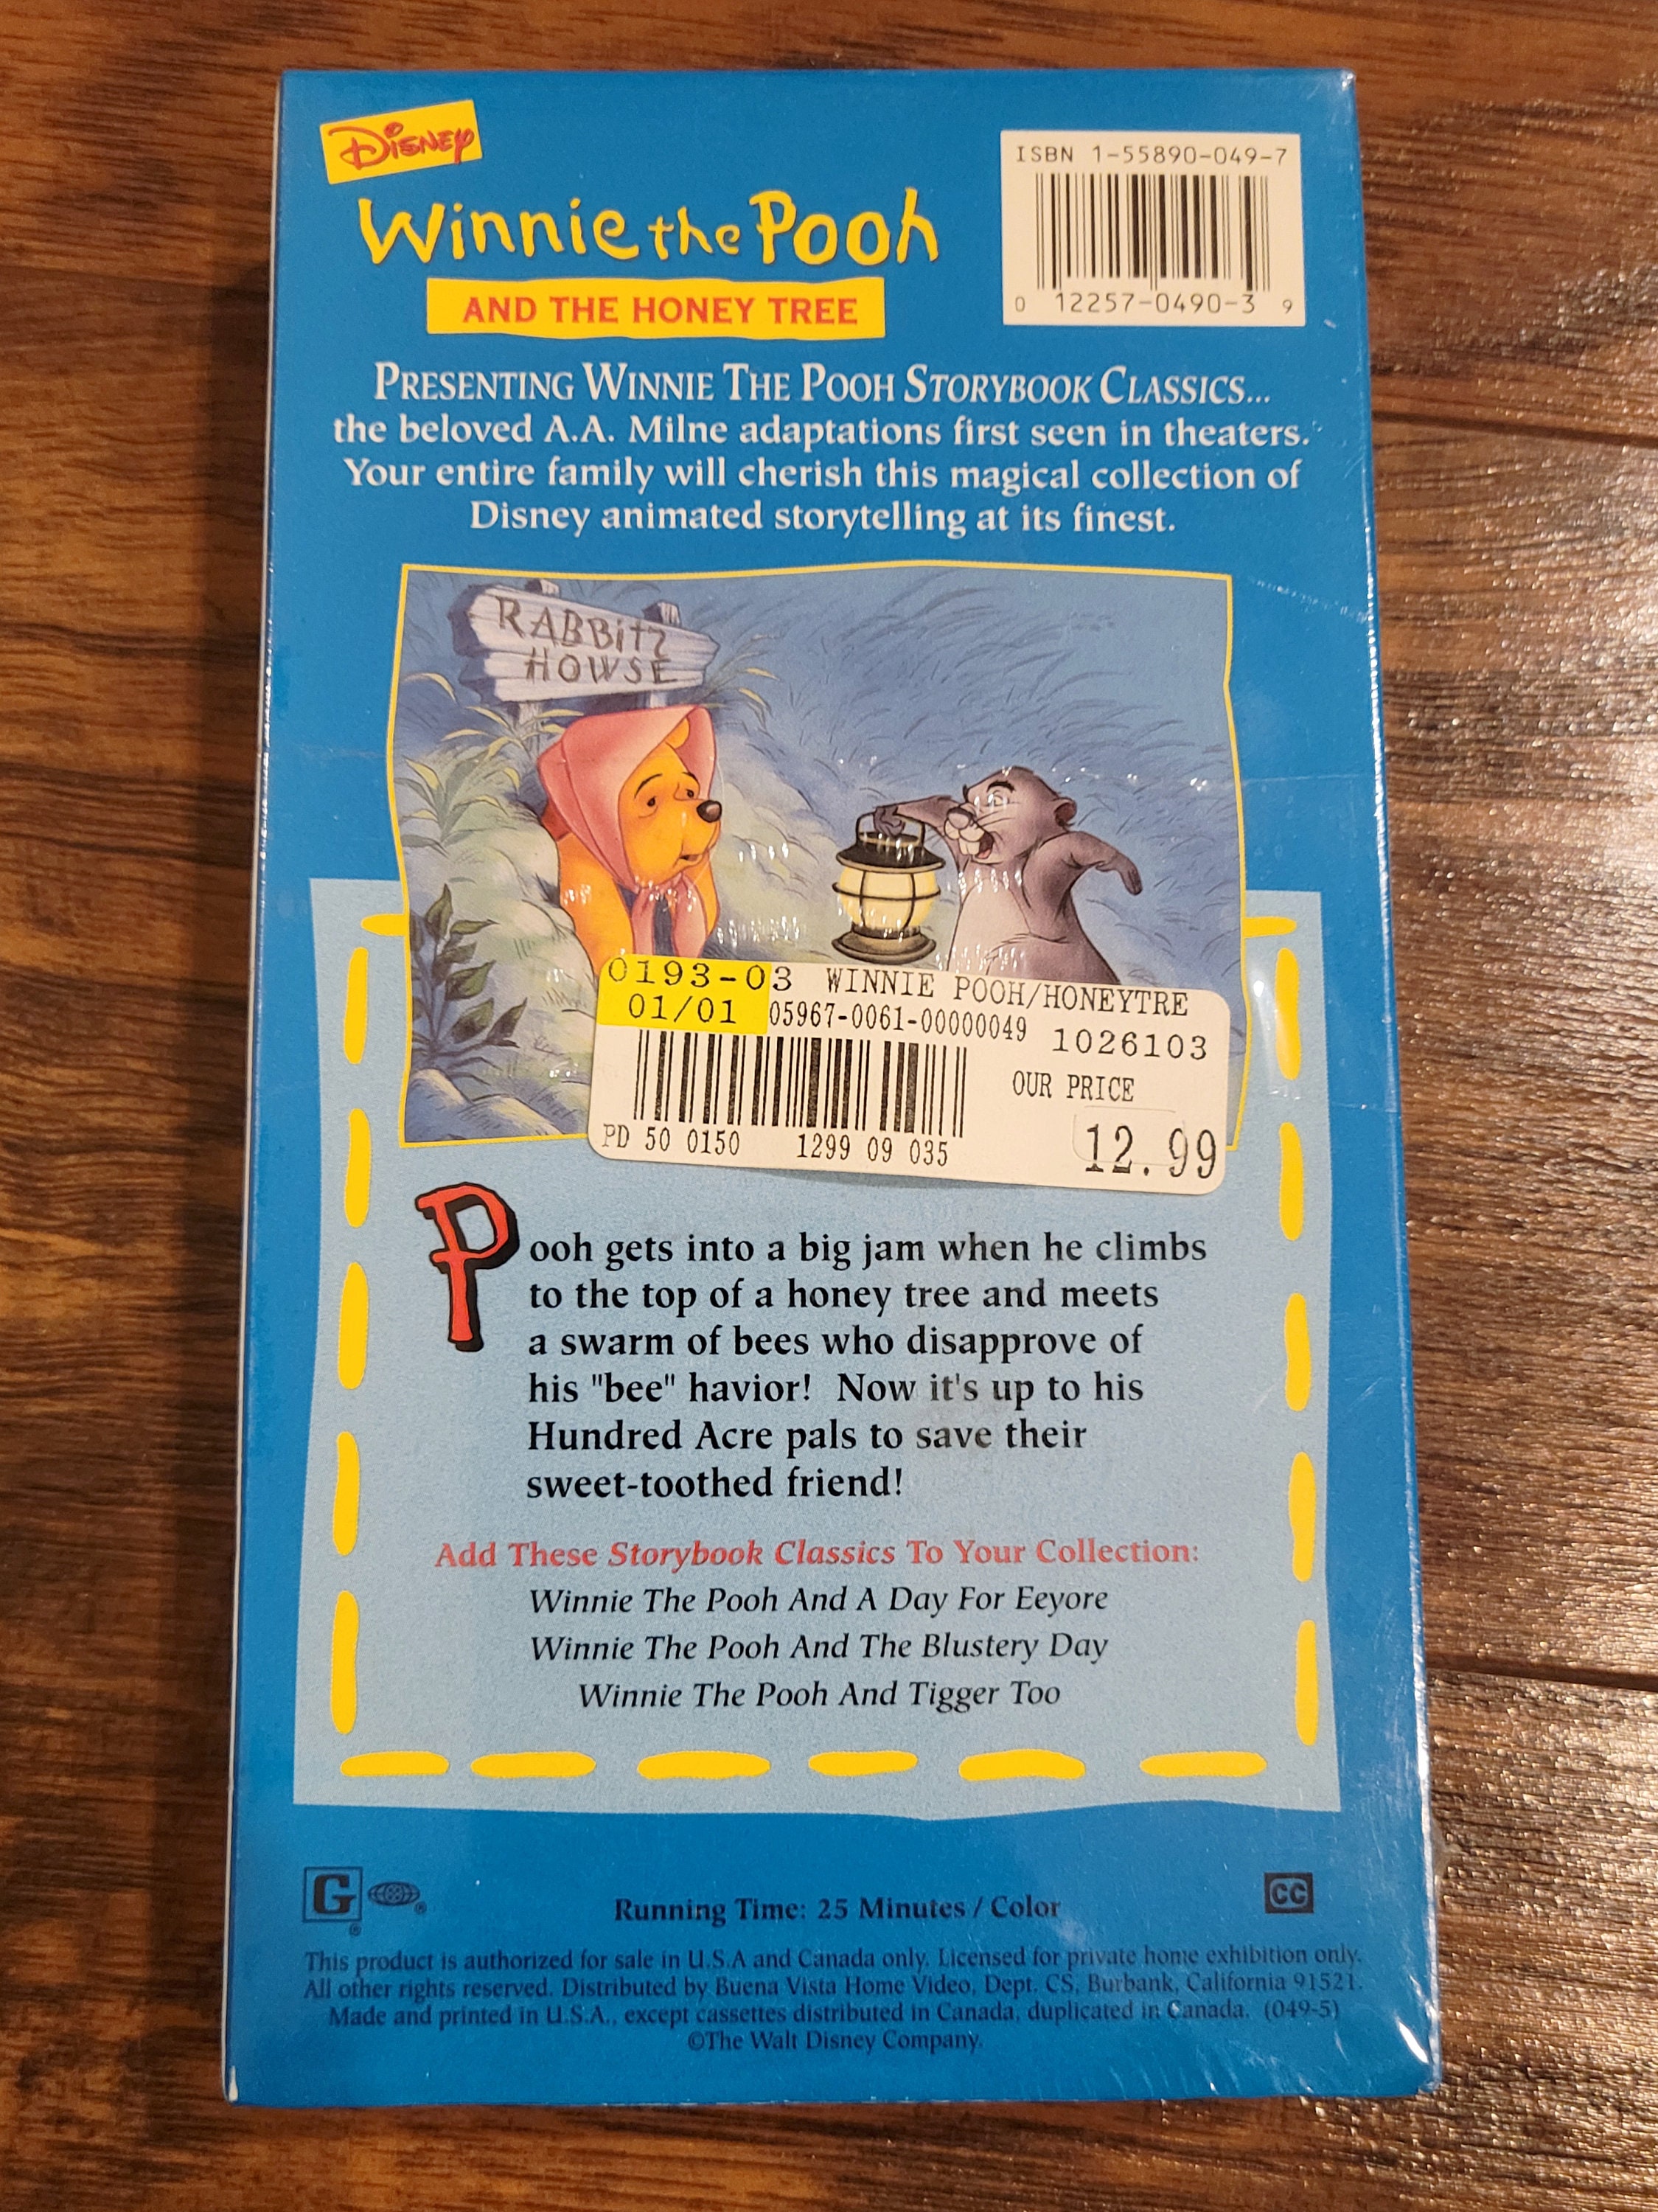 Disney
Winnie the Pooh
AND THE HONEY TREE
ISBN 1-55890-049-7
0 12257-0490-3 9
PRESENTING WINNIE THE POOH STORYBOOK CLASSICS...
the beloved A.A. Milne adaptations first seen in theaters.
Your entire family will cherish this magical collection of
Disney animated storytelling at its finest.
RABBitS
HOWSE
0193-03 WINNIE POOH/HONEYTRE
01/01 05967-0061-00000049 1026103
OUR PRICE
PD 50 0150 1299 09 035 12.99
Pooh gets into a big jam when he climbs
to the top of a honey tree and meets
a swarm of bees who disapprove of
his "bee" havior! Now it's up to his
Hundred Acre pals to save their
sweet-toothed friend!
Add These Storybook Classics To Your Collection:
Winnie The Pooh And A Day For Eeyore
Winnie The Pooh And The Blustery Day
Winnie The Pooh And Tigger Too
G ® ®
Running Time: 25 Minutes / Color
CC
This product is authorized for sale in U.S.A and Canada only. Licensed for private home exhibition only.
All other rights reserved. Distributed by Buena Vista Home Video, Dept. CS, Burbank, California 91521.
Made and printed in U.S.A., except cassettes distributed in Canada, duplicated in Canada. (049-5)
©The Walt Disney Company.